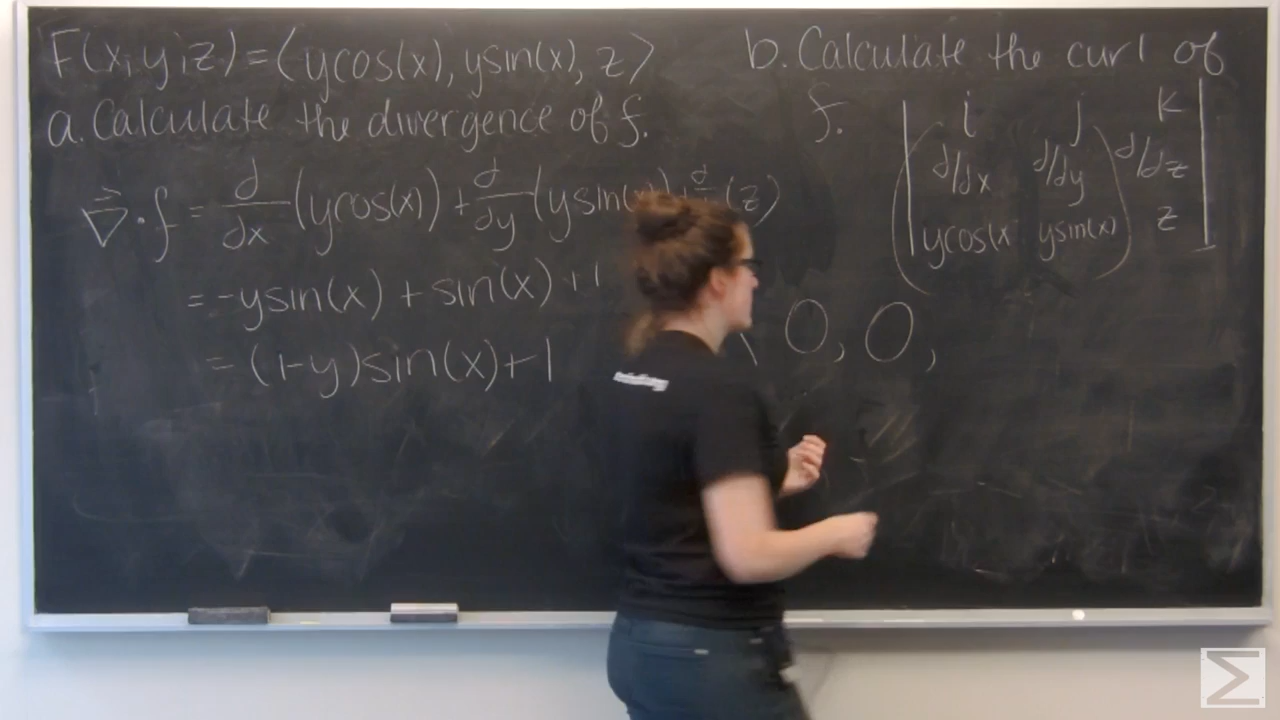 F(x,y,z)=⟨ycos(x), ysin(x), z⟩
a. Calculate the divergence of f.
∇⃗·f = d/dx (ycos(x)) + d/dy (ysin(x)) + d (z)
= -ysin(x) + sin(x) + 1
= (1-y)sin(x)+1
b. Calculate the curl of
f.
i j k
d/dx d/dy d/dz
ycos(x ysin(x) z
⟨ 0, 0,
Σ